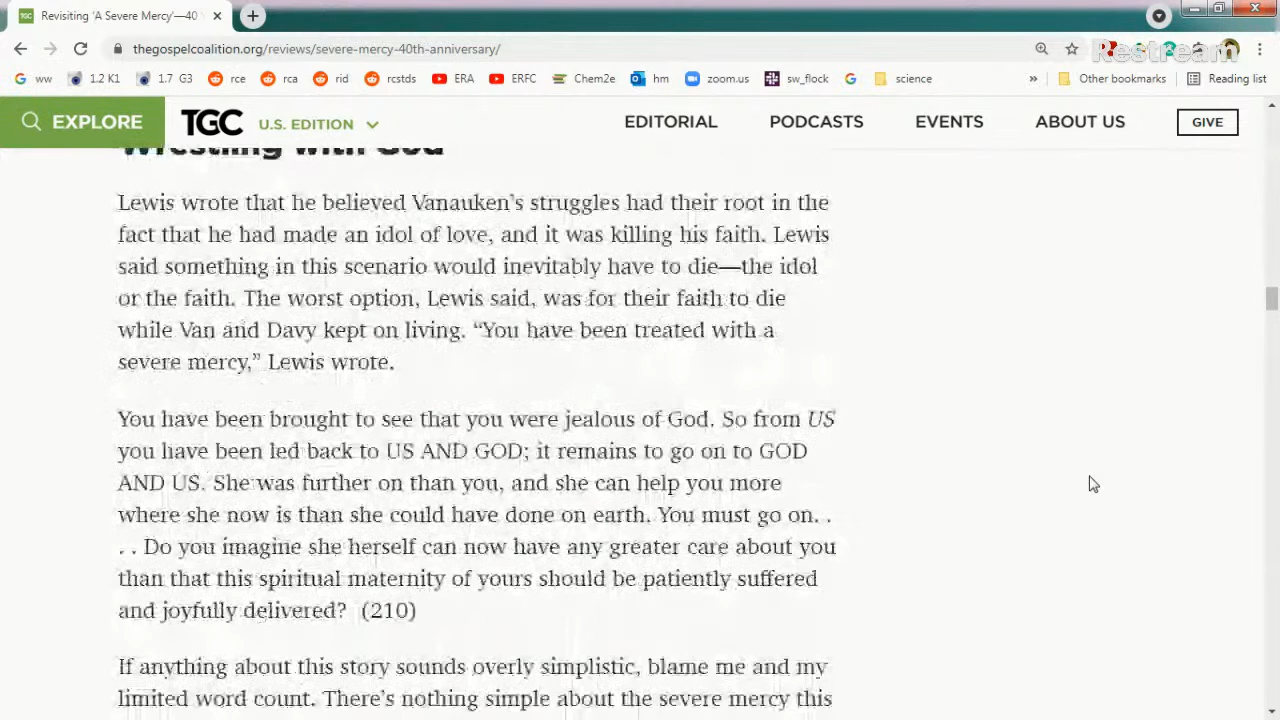 Revisiting 'A Severe Mercy'—40
thegospelcoalition.org/reviews/severe-mercy-40th-anniversary/
Restream
ww 1.2 K1 1.7 G3 rce rca rid rcstds ERA ERFC Chem2e hm zoom.us sw_flock science » Other bookmarks Reading list
EXPLORE TGC U.S. EDITION EDITORIAL PODCASTS EVENTS ABOUT US GIVE
Wrestling with God
Lewis wrote that he believed Vanauken's struggles had their root in the
fact that he had made an idol of love, and it was killing his faith. Lewis
said something in this scenario would inevitably have to die—the idol
or the faith. The worst option, Lewis said, was for their faith to die
while Van and Davy kept on living. “You have been treated with a
severe mercy,” Lewis wrote.
You have been brought to see that you were jealous of God. So from US
you have been led back to US AND GOD; it remains to go on to GOD
AND US. She was further on than you, and she can help you more
where she now is than she could have done on earth. You must go on. .
. . Do you imagine she herself can now have any greater care about you
than that this spiritual maternity of yours should be patiently suffered
and joyfully delivered? (210)
If anything about this story sounds overly simplistic, blame me and my
limited word count. There's nothing simple about the severe mercy this